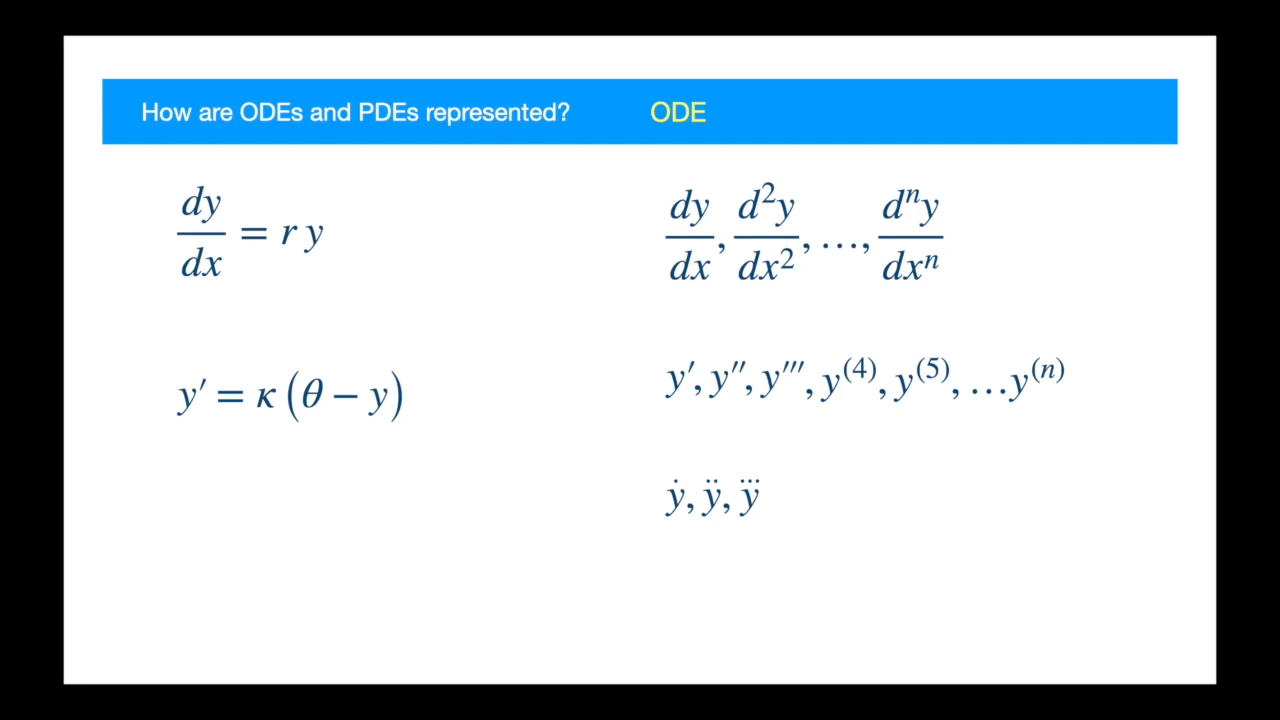 How are ODEs and PDEs represented? ODE
dy/dx = r y
dy/dx, d²y/dx², …, dⁿy/dxⁿ
y′ = κ (θ − y)
y′, y″, y‴, y⁽⁴⁾, y⁽⁵⁾, …y⁽ⁿ⁾
ẏ, ÿ, y⃛